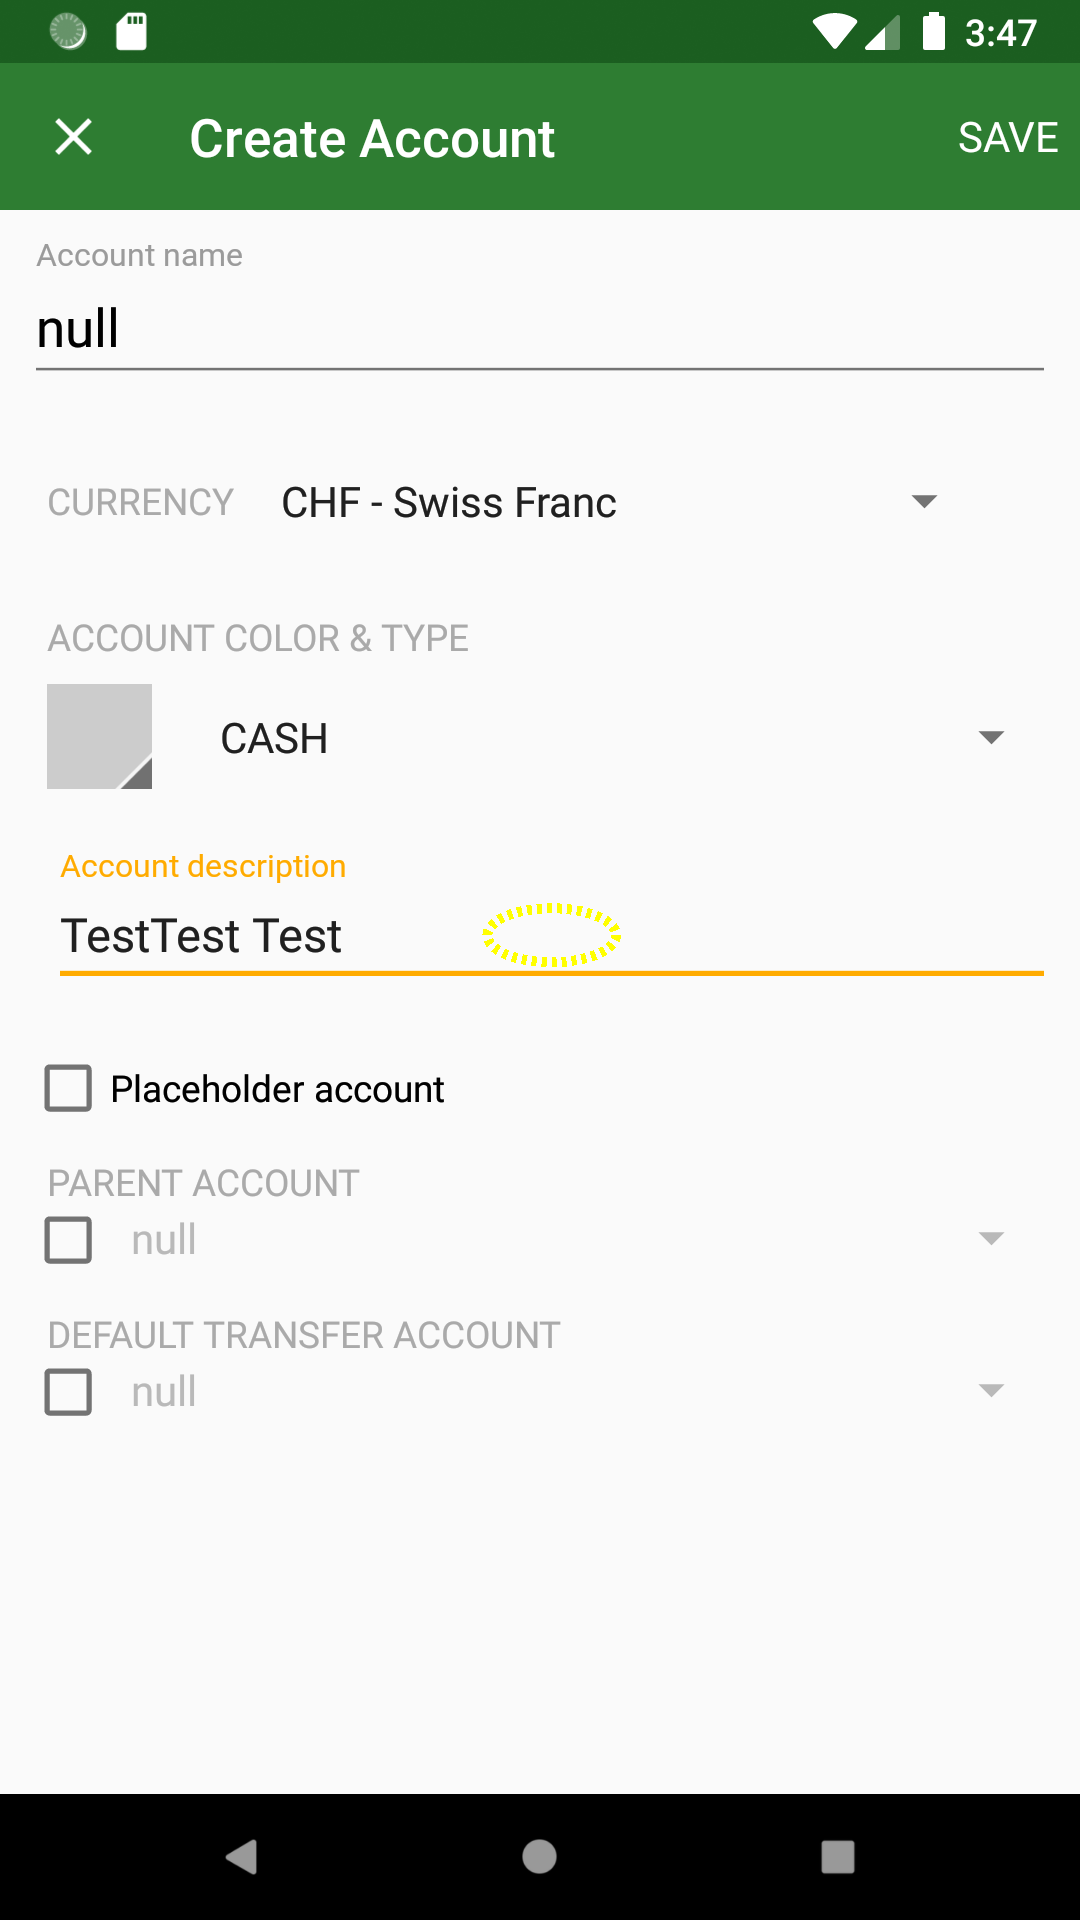 3:47
Create Account
SAVE
Account name
null
CURRENCY CHF - Swiss Franc
ACCOUNT COLOR & TYPE
CASH
Account description
TestTest Test
Placeholder account
PARENT ACCOUNT
null
DEFAULT TRANSFER ACCOUNT
null